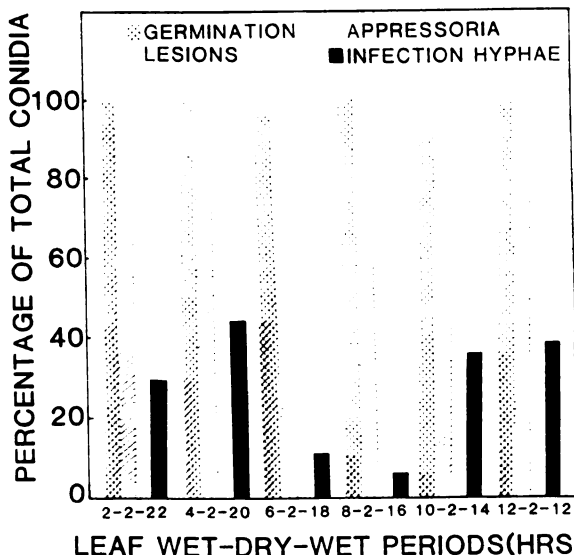 GERMINATION APPRESSORIA
LESIONS INFECTION HYPHAE
PERCENTAGE OF TOTAL CONIDIA
100
80
60
40
20
0
2-2-22 4-2-20 6-2-18 8-2-16 10-2-14 12-2-12
LEAF WET-DRY-WET PERIODS(HRS